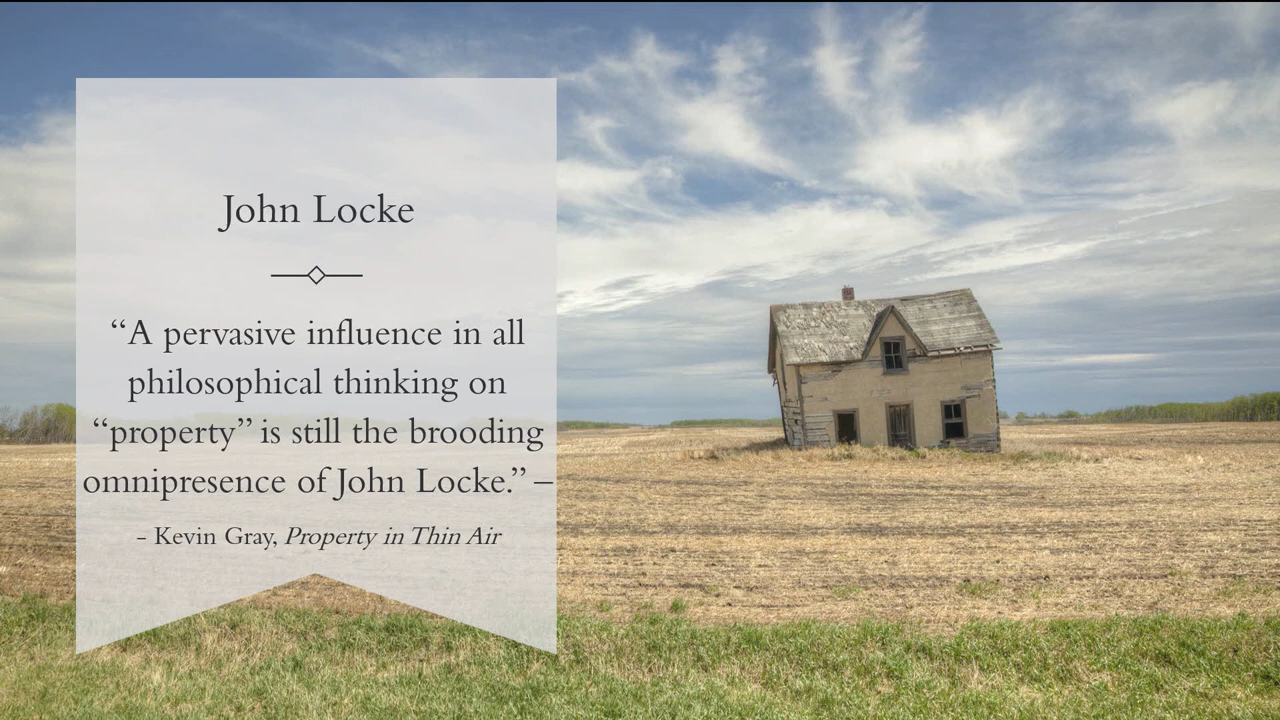 John Locke
“A pervasive influence in all
philosophical thinking on
“property” is still the brooding
omnipresence of John Locke.” –
- Kevin Gray, Property in Thin Air